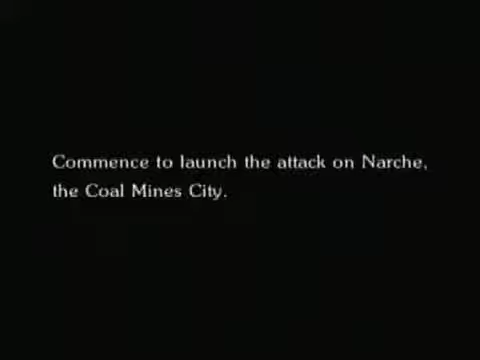 Commence to launch the attack on Narche,
the Coal Mines City.